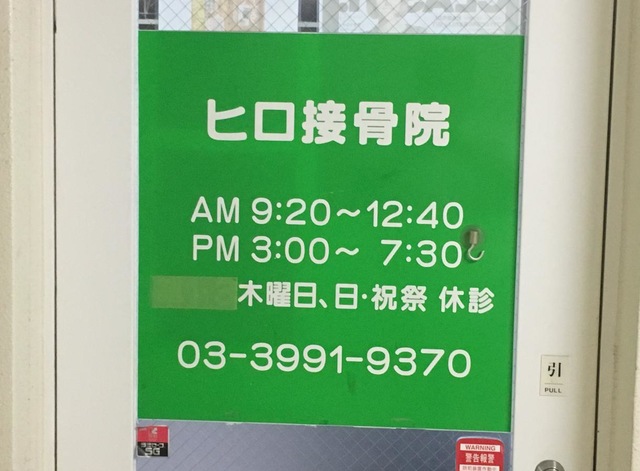 ヒロ接骨院
AM 9:20～12:40
PM 3:00～ 7:30
木曜日、日・祝祭 休診
03-3991-9370
引
PULL
WARNING
警告報警